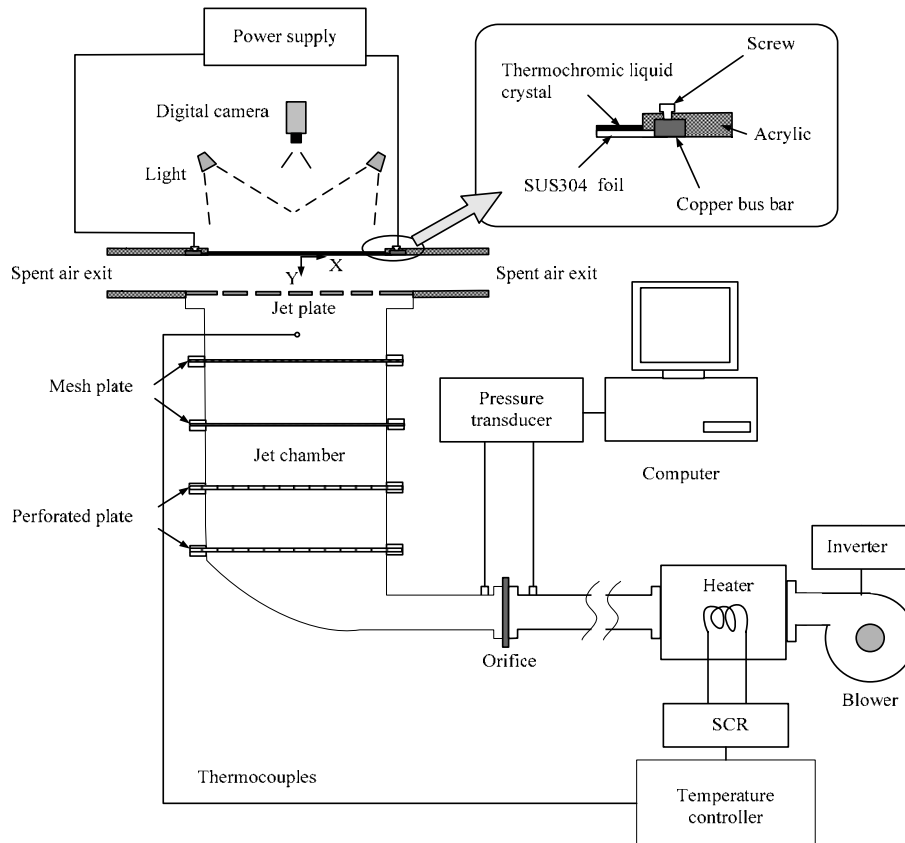 Power supply
Screw
Thermochromic liquid
crystal
Digital camera
Acrylic
Light
SUS304 foil
Copper bus bar
X
Spent air exit
Y
Spent air exit
Jet plate
Mesh plate
Pressure
transducer
Jet chamber
Computer
Perforated plate
Inverter
Heater
Orifice
Blower
SCR
Thermocouples
Temperature
controller